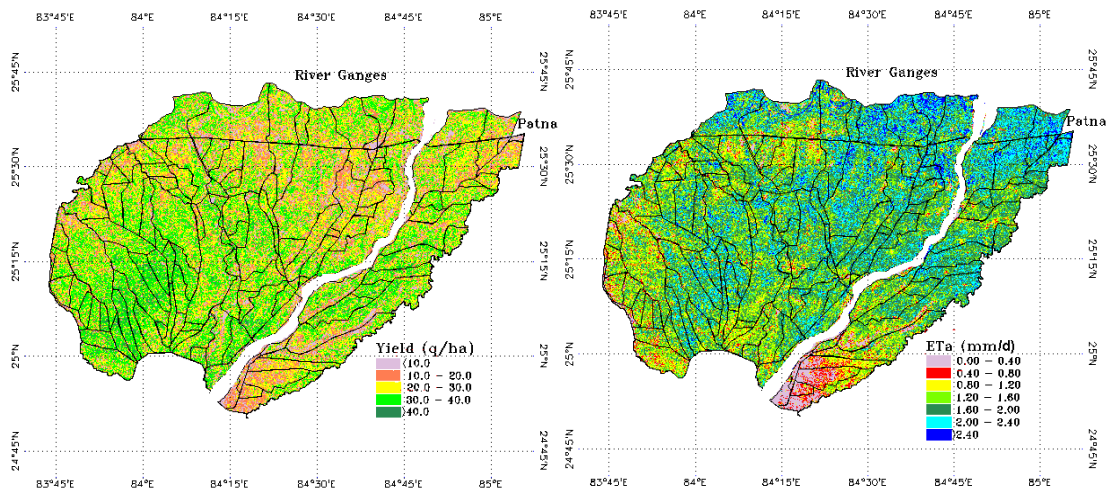 83°45'E 84°E 84°15'E 84°30'E 84°45'E 85°E
25°45'N 25°30'N 25°15'N 25°N 24°45'N
River Ganges
Patna
25°45'N 25°30'N 25°15'N 25°N 24°45'N
Yield (q/ha)
⟨10.0
10.0 - 20.0
20.0 - 30.0
30.0 - 40.0
⟩40.0
83°45'E 84°E 84°15'E 84°30'E 84°45'E 85°E
83°45'E 84°E 84°15'E 84°30'E 84°45'E 85°E
25°45'N 25°30'N 25°15'N 25°N 24°45'N
River Ganges
Patna
25°45'N 25°30'N 25°15'N 25°N 24°45'N
ETa (mm/d)
0.00 - 0.40
0.40 - 0.80
0.80 - 1.20
1.20 - 1.60
1.60 - 2.00
2.00 - 2.40
⟩2.40
83°45'E 84°E 84°15'E 84°30'E 84°45'E 85°E